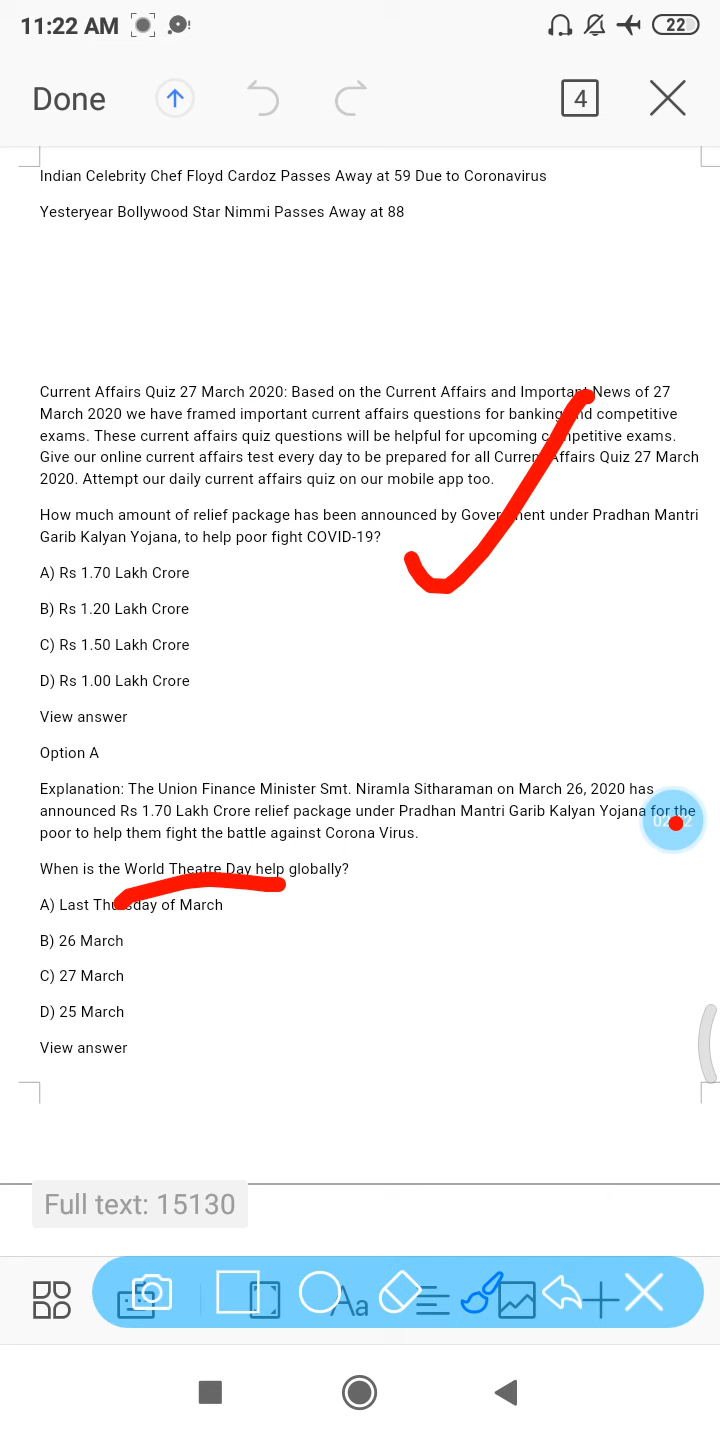 11:22 AM
22
Done
4
Indian Celebrity Chef Floyd Cardoz Passes Away at 59 Due to Coronavirus
Yesteryear Bollywood Star Nimmi Passes Away at 88
Current Affairs Quiz 27 March 2020: Based on the Current Affairs and Important News of 27
March 2020 we have framed important current affairs questions for banking and competitive
exams. These current affairs quiz questions will be helpful for upcoming competitive exams.
Give our online current affairs test every day to be prepared for all Current Affairs Quiz 27 March
2020. Attempt our daily current affairs quiz on our mobile app too.
How much amount of relief package has been announced by Government under Pradhan Mantri
Garib Kalyan Yojana, to help poor fight COVID-19?
A) Rs 1.70 Lakh Crore
B) Rs 1.20 Lakh Crore
C) Rs 1.50 Lakh Crore
D) Rs 1.00 Lakh Crore
View answer
Option A
Explanation: The Union Finance Minister Smt. Niramla Sitharaman on March 26, 2020 has
announced Rs 1.70 Lakh Crore relief package under Pradhan Mantri Garib Kalyan Yojana for the
poor to help them fight the battle against Corona Virus.
When is the World Theatre Day help globally?
A) Last Thursday of March
B) 26 March
C) 27 March
D) 25 March
View answer
Full text: 15130
Aa